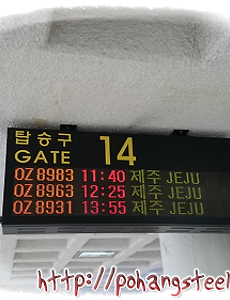 탑승구
GATE 14
OZ 8983 11:40 제주 JEJU
OZ 8963 12:25 제주 JEJU
OZ 8931 13:55 제주 JEJU
http://pohangsteel